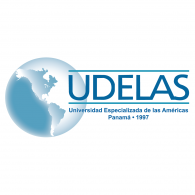 UDELAS
Universidad Especializada de las Américas
Panamá • 1997